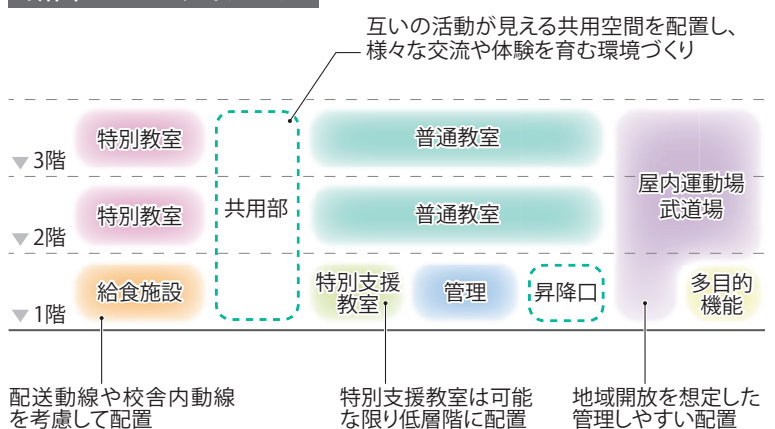 互いの活動が見える共用空間を配置し、
様々な交流や体験を育む環境づくり
特別教室
普通教室
▼3階
屋内運動場
武道場
特別教室
共用部
普通教室
▼2階
給食施設
特別支援
教室
管理
昇降口
多目的
機能
▼1階
配送動線や校舎内動線
を考慮して配置
特別支援教室は可能
な限り低層階に配置
地域開放を想定した
管理しやすい配置